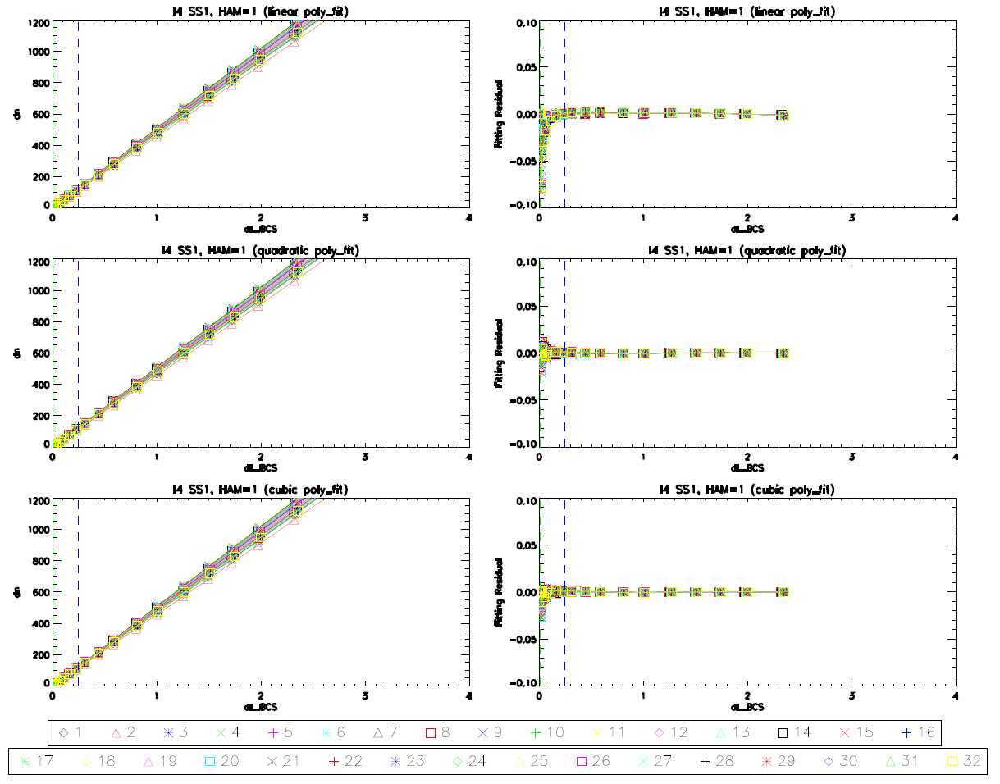 I4 SS1, HAM=1 (linear poly_fit)
I4 SS1, HAM=1 (linear poly_fit)
1200
1000
800
600
400
200
0
dn
0 1 2 3 4
dL_BCS
0.10
0.05
0.00
-0.05
-0.10
Fitting Residual
0 1 2 3 4
dL_BCS
I4 SS1, HAM=1 (quadratic poly_fit)
I4 SS1, HAM=1 (quadratic poly_fit)
1200
1000
800
600
400
200
0
dn
0 1 2 3 4
dL_BCS
0.10
0.05
0.00
-0.05
-0.10
Fitting Residual
0 1 2 3 4
dL_BCS
I4 SS1, HAM=1 (cubic poly_fit)
I4 SS1, HAM=1 (cubic poly_fit)
1200
1000
800
600
400
200
0
dn
0 1 2 3 4
dL_BCS
0.10
0.05
0.00
-0.05
-0.10
Fitting Residual
0 1 2 3 4
dL_BCS
1 2 3 4 5 6 7 8 9 10 11 12 13 14 15 16
17 18 19 20 21 22 23 24 25 26 27 28 29 30 31 32